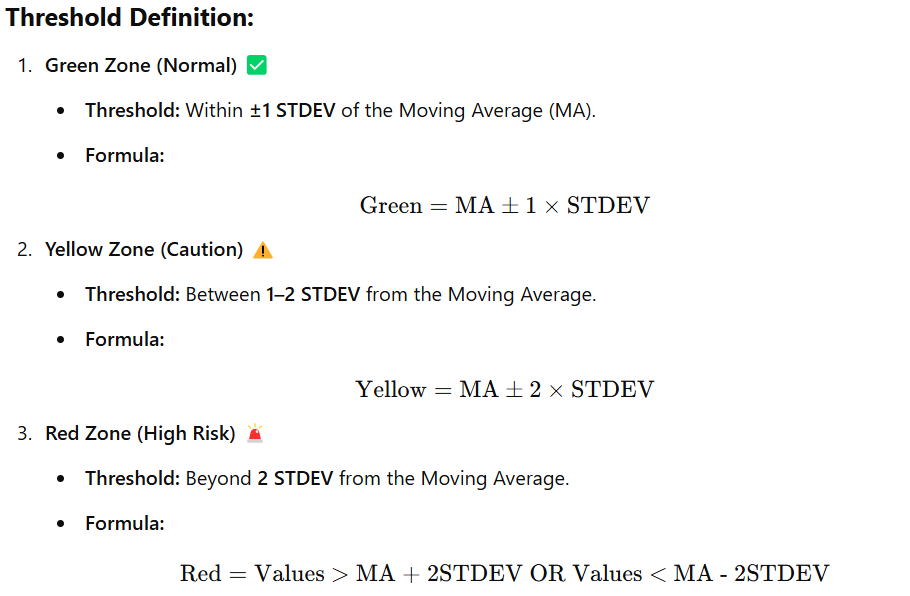 Threshold Definition:
1. Green Zone (Normal) ✅
• Threshold: Within ±1 STDEV of the Moving Average (MA).
• Formula:
Green = MA ± 1 × STDEV
2. Yellow Zone (Caution) ⚠️
• Threshold: Between 1–2 STDEV from the Moving Average.
• Formula:
Yellow = MA ± 2 × STDEV
3. Red Zone (High Risk) 🚨
• Threshold: Beyond 2 STDEV from the Moving Average.
• Formula:
Red = Values > MA + 2STDEV OR Values < MA - 2STDEV